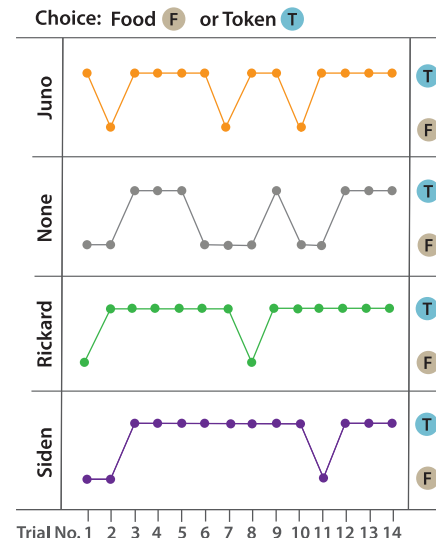 Choice: Food F or Token T
Juno
T
F
None
T
F
Rickard
T
F
Siden
T
F
Trial No. 1 2 3 4 5 6 7 8 9 10 11 12 13 14